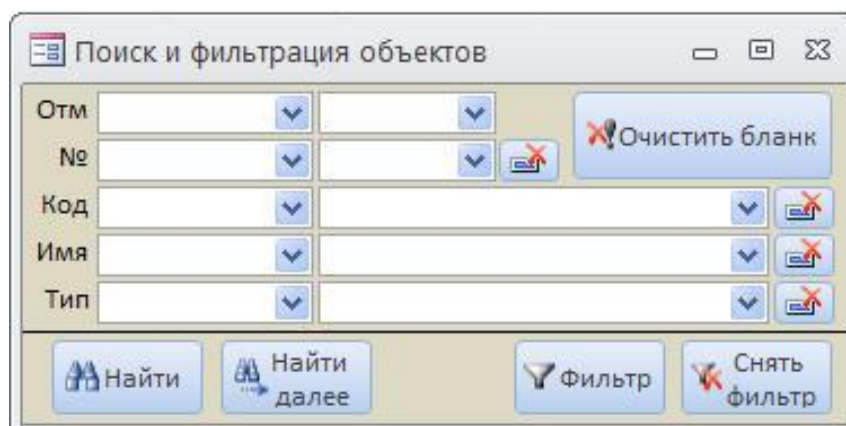 Поиск и фильтрация объектов
Отм
Очистить бланк
№
Код
Имя
Тип
Найти
Найти
далее
Фильтр
Снять
фильтр